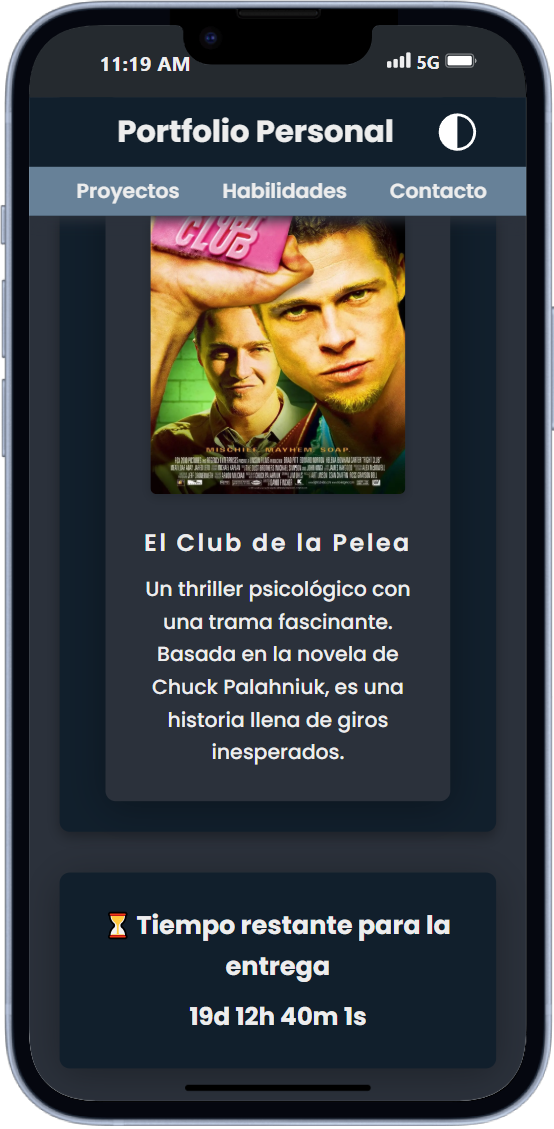 11:19 AM 5G
Portfolio Personal
Proyectos Habilidades Contacto
CLUB
MISCHIEF. MAYHEM. SOAP.
El Club de la Pelea
Un thriller psicológico con
una trama fascinante.
Basada en la novela de
Chuck Palahniuk, es una
historia llena de giros
inesperados.
⏳ Tiempo restante para la
entrega
19d 12h 40m 1s